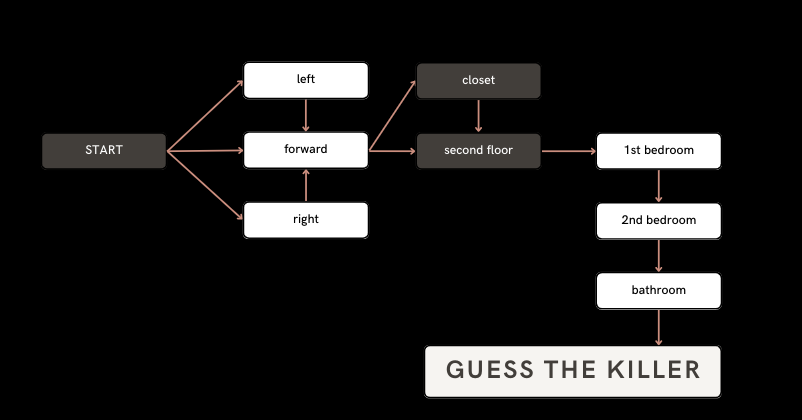 left
closet
START
forward
second floor
1st bedroom
right
2nd bedroom
bathroom
GUESS THE KILLER